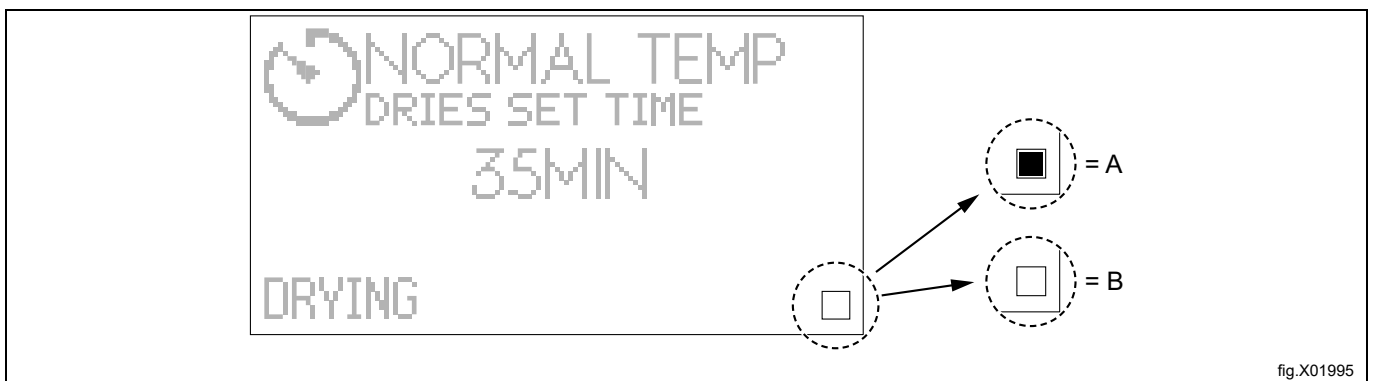 NORMAL TEMP
DRIES SET TIME
35MIN
DRYING
= A
= B
fig.X01995